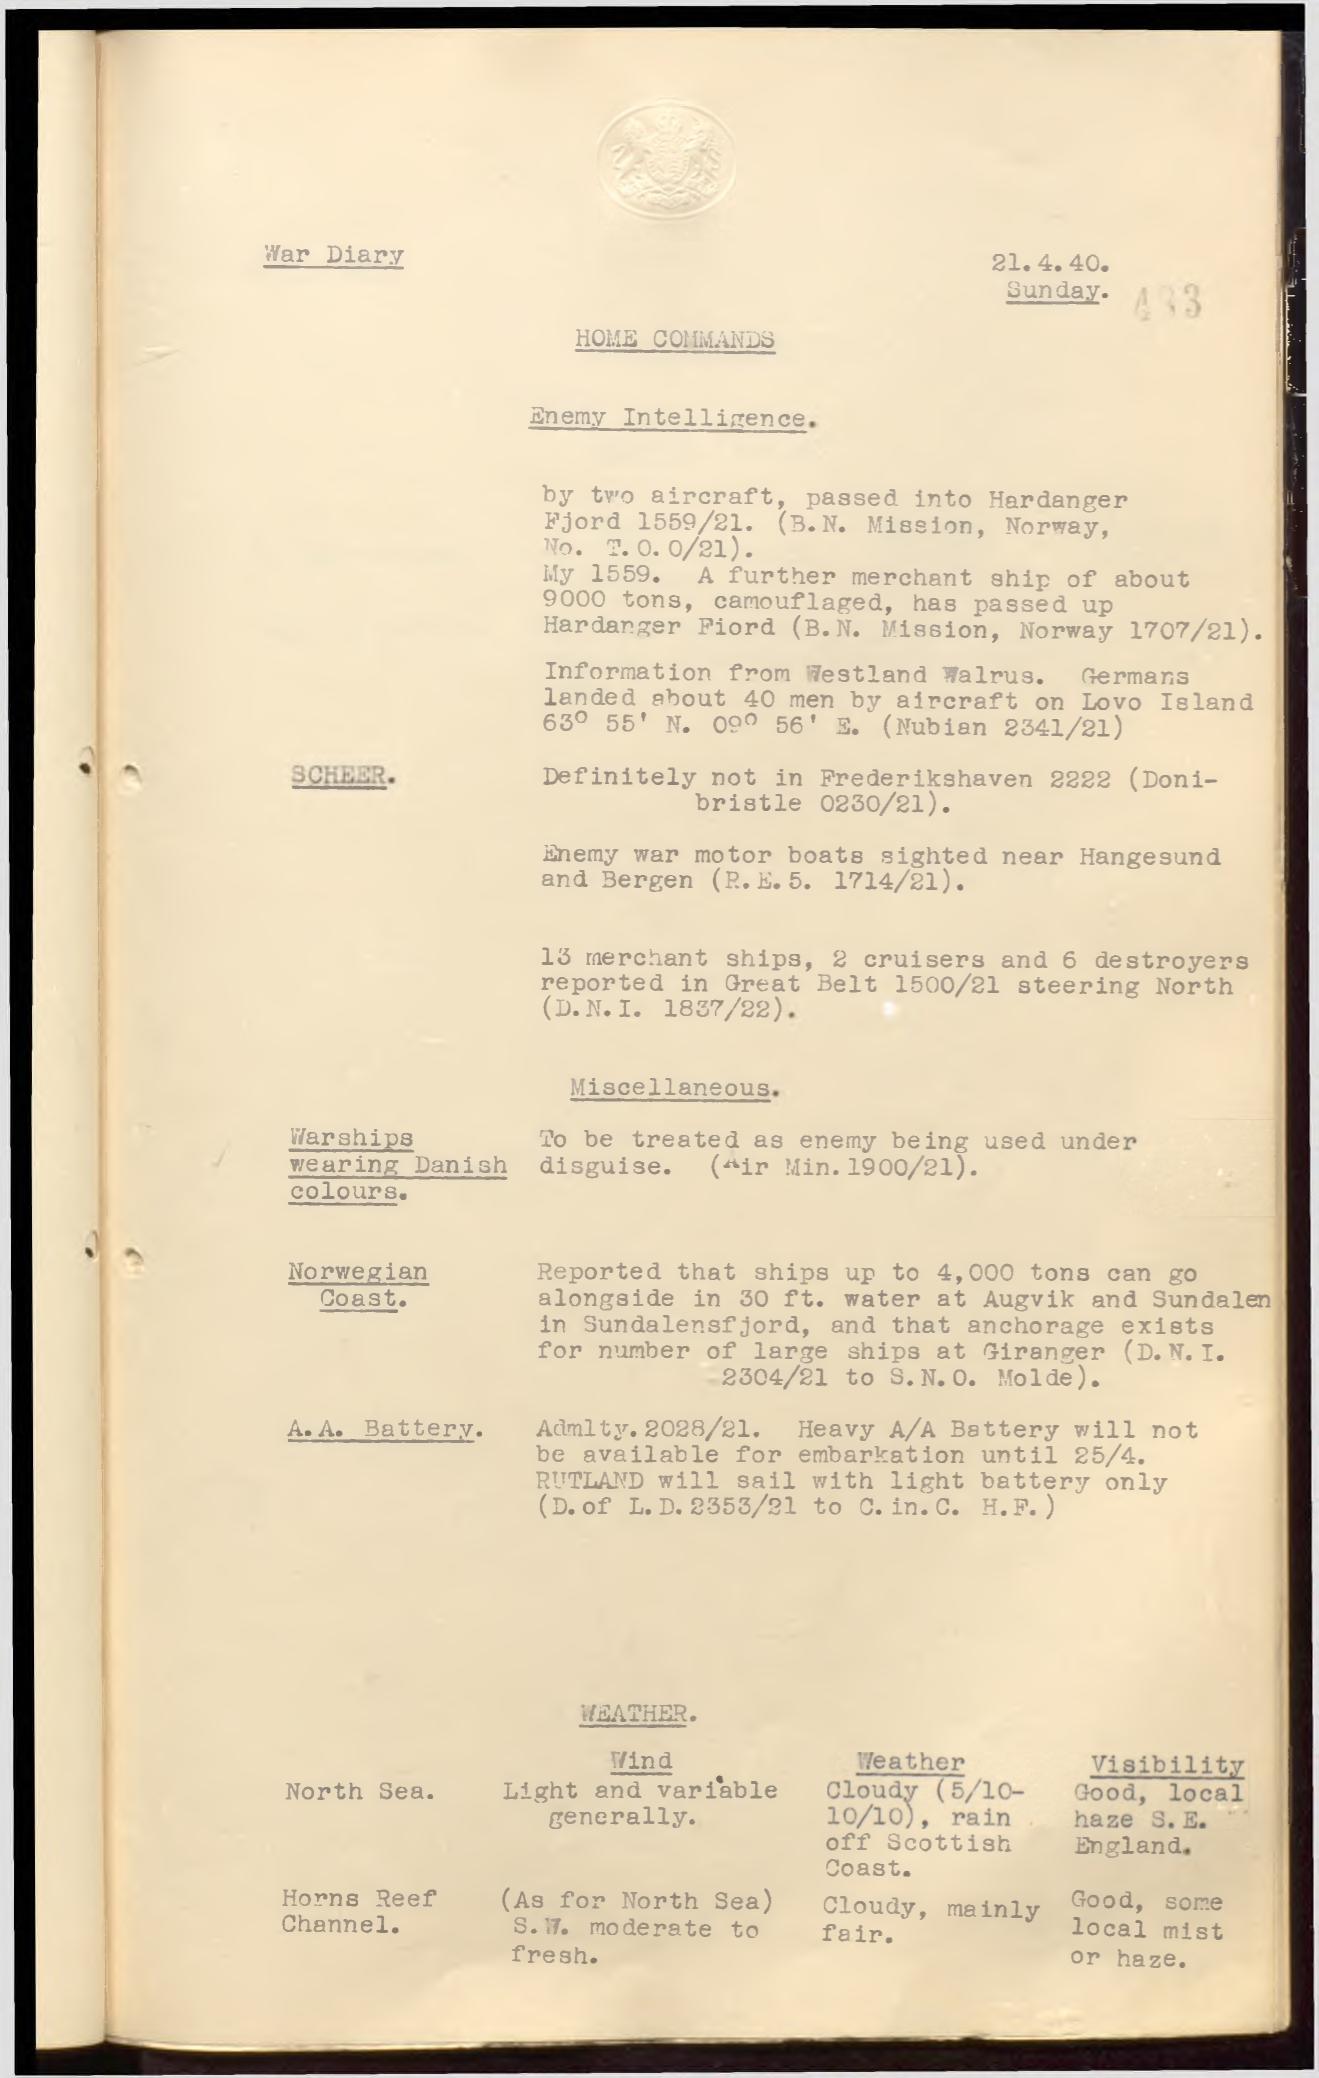 War Diary
21.4.40.
Sunday.
433
HOME COMMANDS
Enemy Intelligence.
by two aircraft, passed into Hardanger
Fjord 1559/21. (B.N. Mission, Norway,
No. T.O.0/21).
My 1559. A further merchant ship of about
9000 tons, camouflaged, has passed up
Hardanger Fiord (B.N. Mission, Norway 1707/21).
Information from Westland Walrus. Germans
landed about 40 men by aircraft on Lovo Island
63° 55' N. 09° 56' E. (Nubian 2341/21)
SCHEER. Definitely not in Frederikshaven 2222 (Doni-
bristle 0230/21).
Enemy war motor boats sighted near Hangesund
and Bergen (R.E.5. 1714/21).
13 merchant ships, 2 cruisers and 6 destroyers
reported in Great Belt 1500/21 steering North
(D.N.I. 1837/22).
Miscellaneous.
Warships To be treated as enemy being used under
wearing Danish disguise. (Air Min.1900/21).
colours.
Norwegian Reported that ships up to 4,000 tons can go
Coast. alongside in 30 ft. water at Augvik and Sundalen
in Sundalensfjord, and that anchorage exists
for number of large ships at Giranger (D.N.I.
2304/21 to S.N.O. Molde).
A.A. Battery. Admlty.2028/21. Heavy A/A Battery will not
be available for embarkation until 25/4.
RUTLAND will sail with light battery only
(D.of L.D.2353/21 to C.in.C. H.F.)
WEATHER.
Wind Weather Visibility
North Sea. Light and variable Cloudy (5/10- Good, local
generally. 10/10), rain haze S.E.
off Scottish England.
Coast.
Horns Reef (As for North Sea) Cloudy, mainly Good, some
Channel. S.W. moderate to fair. local mist
fresh. or haze.